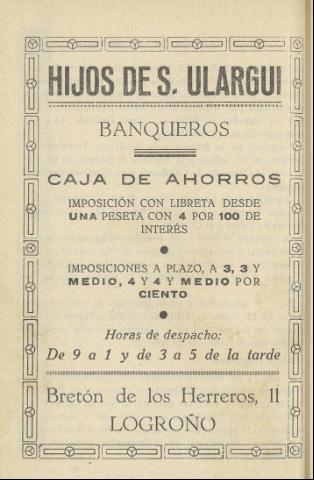 HIJOS DE S. ULARGUI
BANQUEROS
CAJA DE AHORROS
IMPOSICIÓN CON LIBRETA DESDE
UNA PESETA CON 4 POR 100 DE
INTERÉS
IMPOSICIONES A PLAZO, A 3, 3 Y
MEDIO, 4 Y 4 Y MEDIO POR
CIENTO
Horas de despacho:
De 9 a 1 y de 3 a 5 de la tarde
Bretón de los Herreros, 11
LOGROÑO